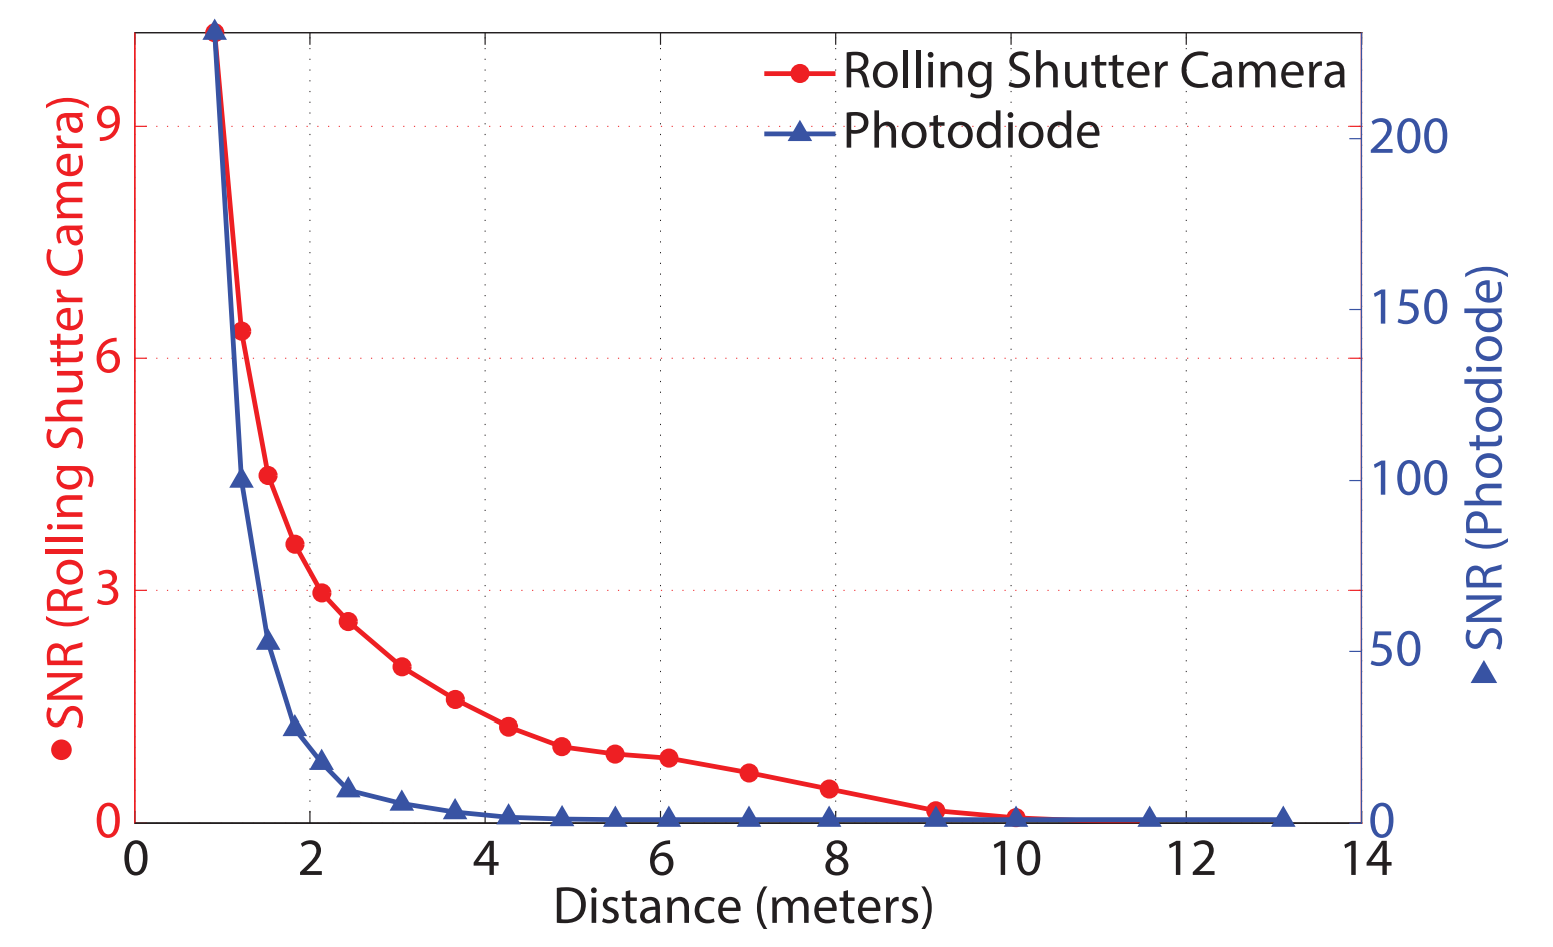 Rolling Shutter Camera
Photodiode
SNR (Rolling Shutter Camera)
9
6
3
0
200
150
100
50
0
SNR (Photodiode)
0 2 4 6 8 10 12 14
Distance (meters)